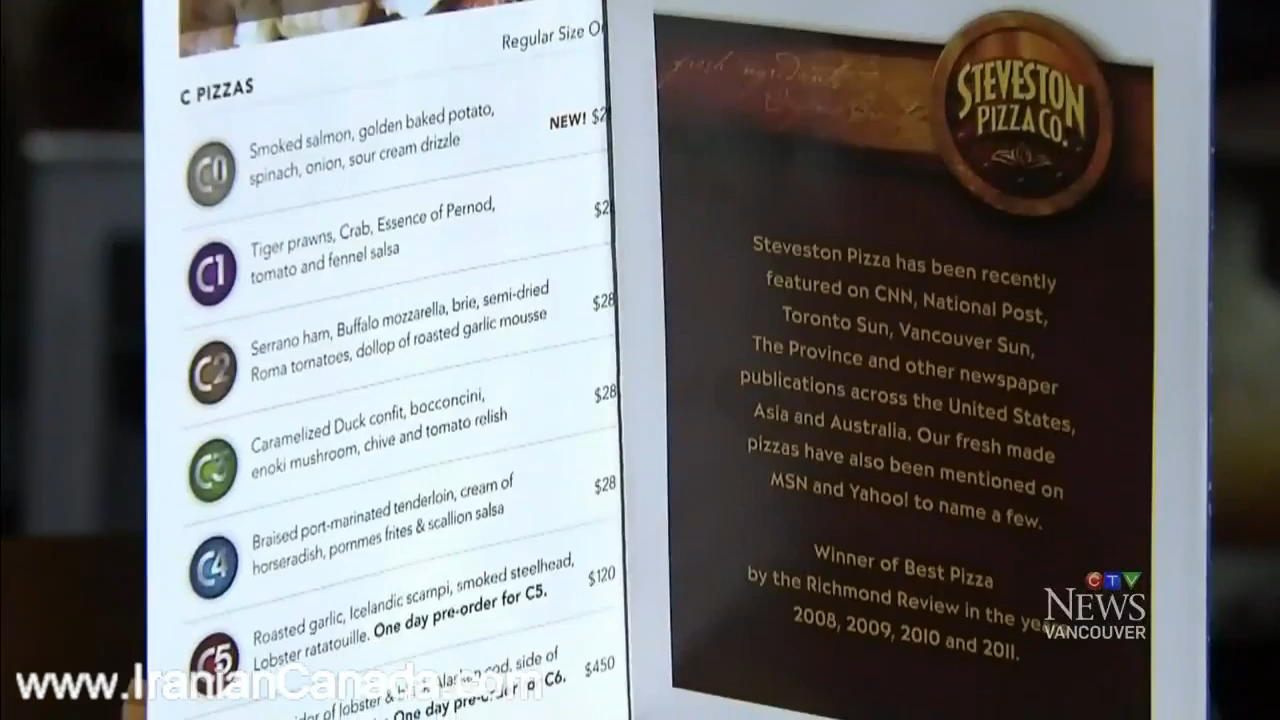 Regular Size
C PIZZAS
C0
Smoked salmon, golden baked potato,
spinach, onion, sour cream drizzle
NEW! $2
C1
Tiger prawns, Crab, Essence of Pernod,
tomato and fennel salsa
$2
C2
Serrano ham, Buffalo mozzarella, brie, semi-dried
Roma tomatoes, dollop of roasted garlic mousse
$28
C3
Caramelized Duck confit, bocconcini,
enoki mushroom, chive and tomato relish
$28
C4
Braised port-marinated tenderloin, cream of
horseradish, pommes frites & scallion salsa
$28
C5
Roasted garlic, Icelandic scampi, smoked steelhead,
Lobster ratatouille. One day pre-order for C5.
$120
of lobster & cod, side of
One day pre-order for C6.
$450
STEVESTON
PIZZA CO.
Steveston Pizza has been recently
featured on CNN, National Post,
Toronto Sun, Vancouver Sun,
The Province and other newspaper
publications across the United States,
Asia and Australia. Our fresh made
pizzas have also been mentioned on
MSN and Yahoo! to name a few.
Winner of Best Pizza
by the Richmond Review in the
2008, 2009, 2010 and 2011.
CTV
NEWS
VANCOUVER
www.IranianCanada.com